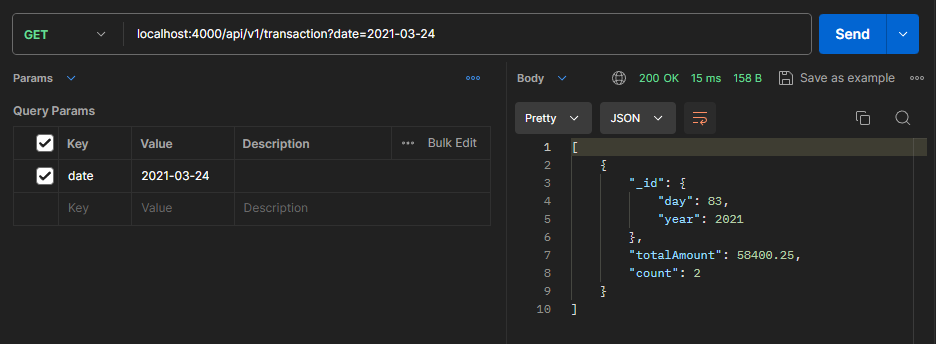 GET localhost:4000/api/v1/transaction?date=2021-03-24 Send
Params
Query Params
Key Value Description ••• Bulk Edit
date 2021-03-24
Key Value Description
Body 200 OK 15 ms 158 B Save as example
Pretty JSON
1 [
2 {
3 "_id": {
4 "day": 83,
5 "year": 2021
6 },
7 "totalAmount": 58400.25,
8 "count": 2
9 }
10 ]